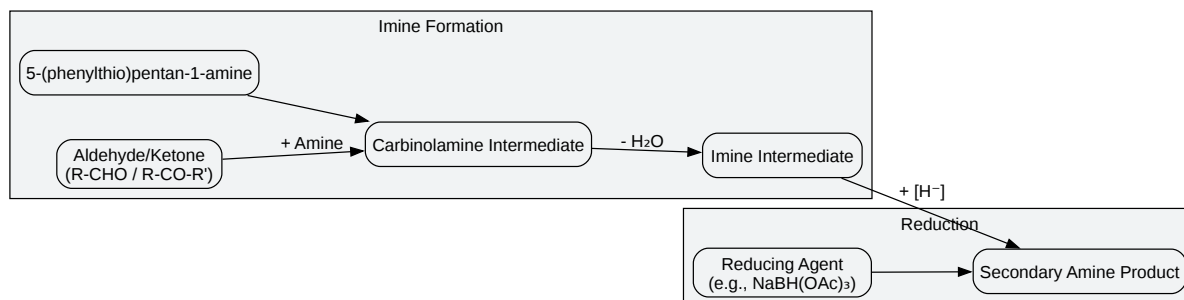 Imine Formation
5-(phenylthio)pentan-1-amine
Aldehyde/Ketone
(R-CHO / R-CO-R')
+ Amine
Carbinolamine Intermediate
- H₂O
Imine Intermediate
+ [H⁻]
Reduction
Reducing Agent
(e.g., NaBH(OAc)₃)
Secondary Amine Product